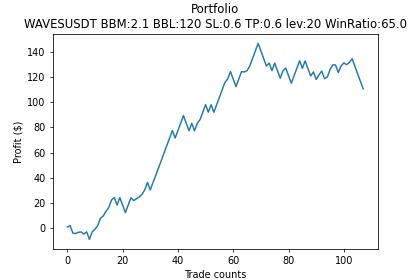 Portfolio
WAVESUSDT BBM:2.1 BBL:120 SL:0.6 TP:0.6 lev:20 WinRatio:65.0
Profit ($)
140
120
100
80
60
40
20
0
0 20 40 60 80 100
Trade counts